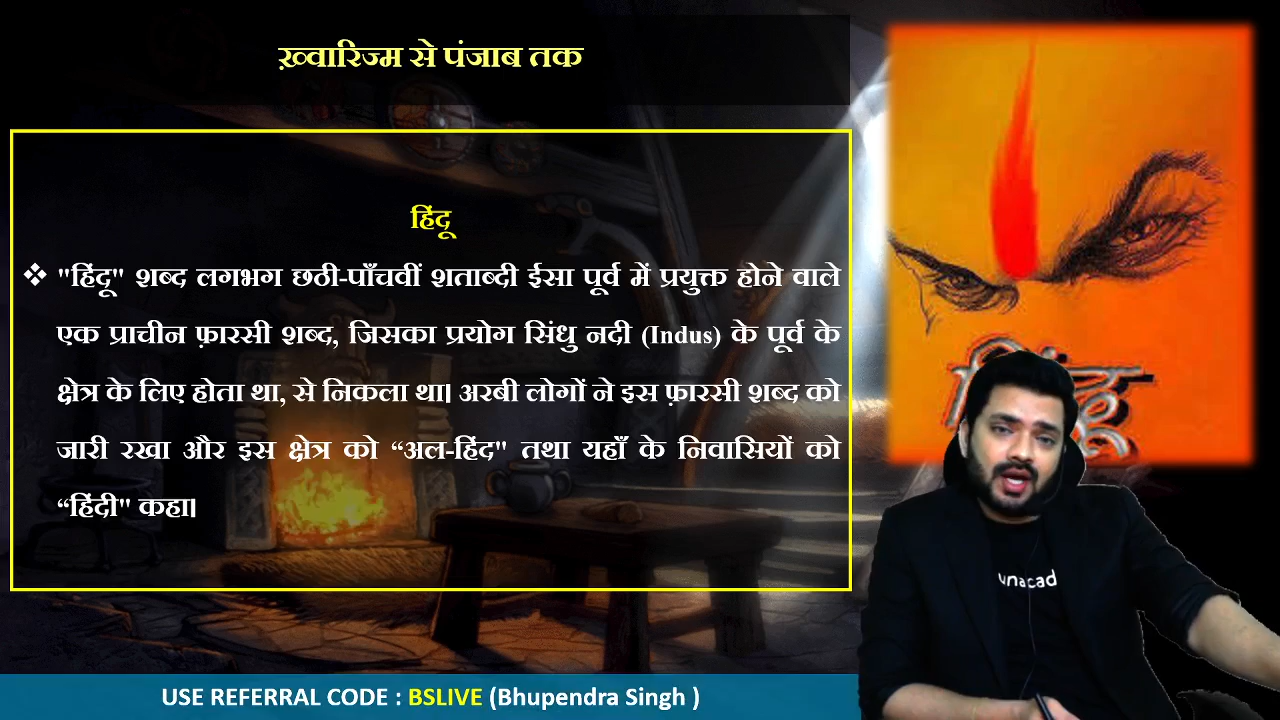 ख़्वारिज्म से पंजाब तक
हिंदू
❖ "हिंदू" शब्द लगभग छठी-पाँचवीं शताब्दी ईसा पूर्व में प्रयुक्त होने वाले
एक प्राचीन फ़ारसी शब्द, जिसका प्रयोग सिंधु नदी (Indus) के पूर्व के
क्षेत्र के लिए होता था, से निकला था। अरबी लोगों ने इस फ़ारसी शब्द को
जारी रखा और इस क्षेत्र को “अल-हिंद" तथा यहाँ के निवासियों को
“हिंदी" कहा।
हिंदू
unacad
USE REFERRAL CODE : BSLIVE (Bhupendra Singh )